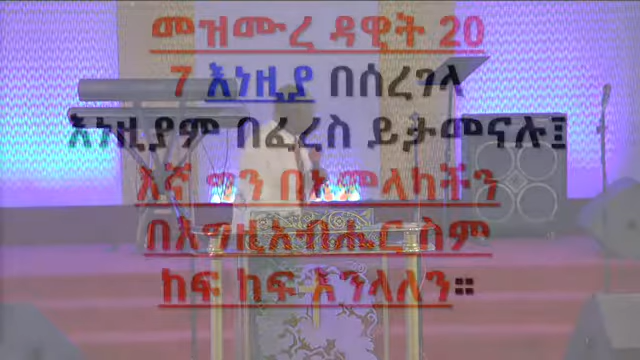 መዝሙረ ዳዊት 20
7 እነዚያ በሰረገላ
እነዚያም በፈረስ ይታመናሉ፤
እኛ ግን በአምላካችን
በእግዚአብሔር ስም
ከፍ ከፍ እንላለን።